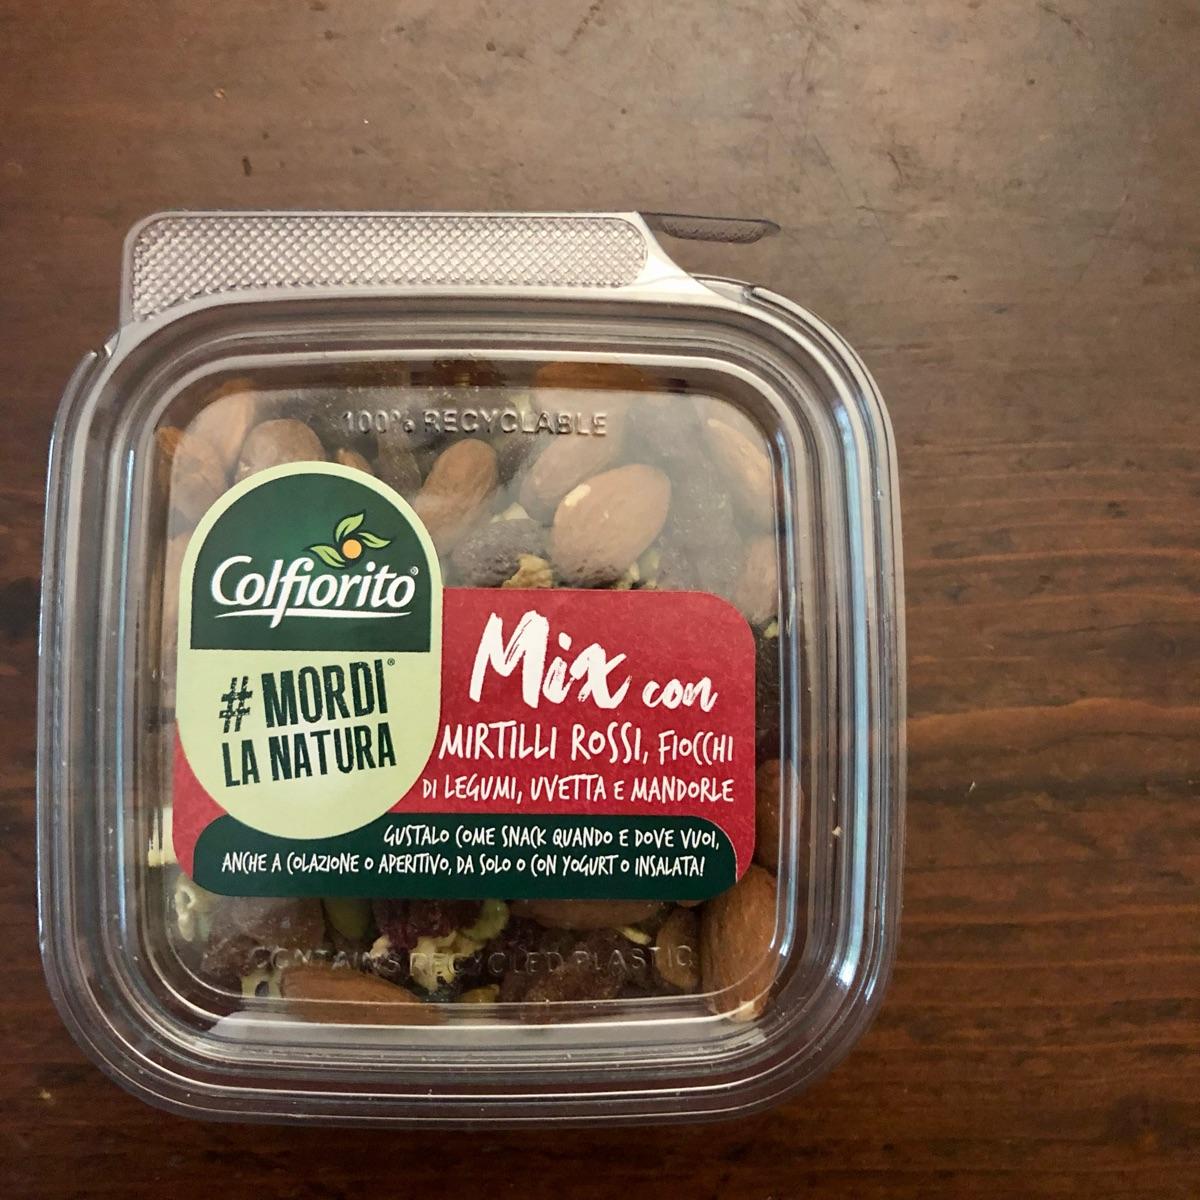 100% RECYCLABLE
Colfiorito®
#MORDI®
LA NATURA
Mix con
MIRTILLI ROSSI, FIOCCHI
DI LEGUMI, UVETTA E MANDORLE
GUSTALO COME SNACK QUANDO E DOVE VUOI,
ANCHE A COLAZIONE O APERITIVO, DA SOLO O CON YOGURT O INSALATA!
CONTAINS RECYCLED PLASTIC